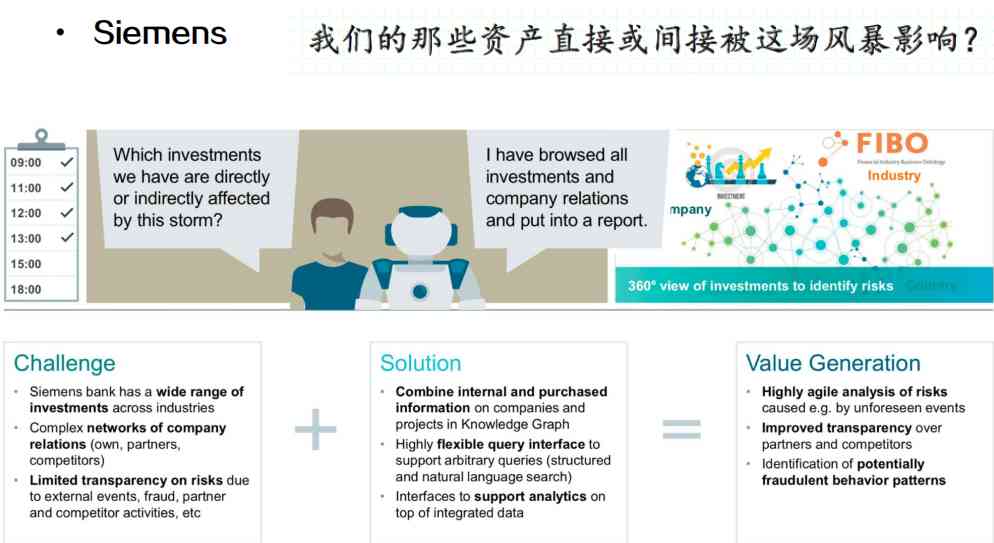 • Siemens
我们的那些资产直接或间接被这场风暴影响？
09:00
11:00
12:00
13:00
15:00
18:00
Which investments
we have are directly
or indirectly affected
by this storm?
I have browsed all
investments and
company relations
and put into a report.
INVESTMENT
FIBO
Financial Industry Business Ontology
Industry
mpany
360° view of investments to identify risks
Country
Challenge
• Siemens bank has a wide range of
investments across industries
• Complex networks of company
relations (own, partners,
competitors)
• Limited transparency on risks due
to external events, fraud, partner
and competitor activities, etc
+
Solution
• Combine internal and purchased
information on companies and
projects in Knowledge Graph
• Highly flexible query interface to
support arbitrary queries (structured
and natural language search)
• Interfaces to support analytics on
top of integrated data
=
Value Generation
• Highly agile analysis of risks
caused e.g. by unforeseen events
• Improved transparency over
partners and competitors
• Identification of potentially
fraudulent behavior patterns